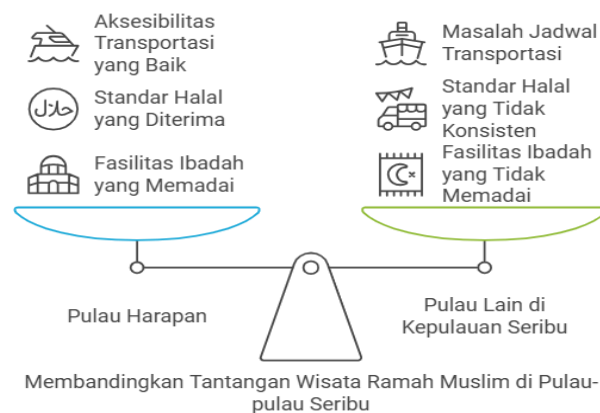 Aksesibilitas
Transportasi
yang Baik
Standar Halal
yang Diterima
Fasilitas Ibadah
yang Memadai
Masalah Jadwal
Transportasi
Standar Halal
yang Tidak
Konsisten
Fasilitas Ibadah
yang Tidak
Memadai
حلال
Pulau Harapan
Pulau Lain di
Kepulauan Seribu
Membandingkan Tantangan Wisata Ramah Muslim di Pulau-
pulau Seribu